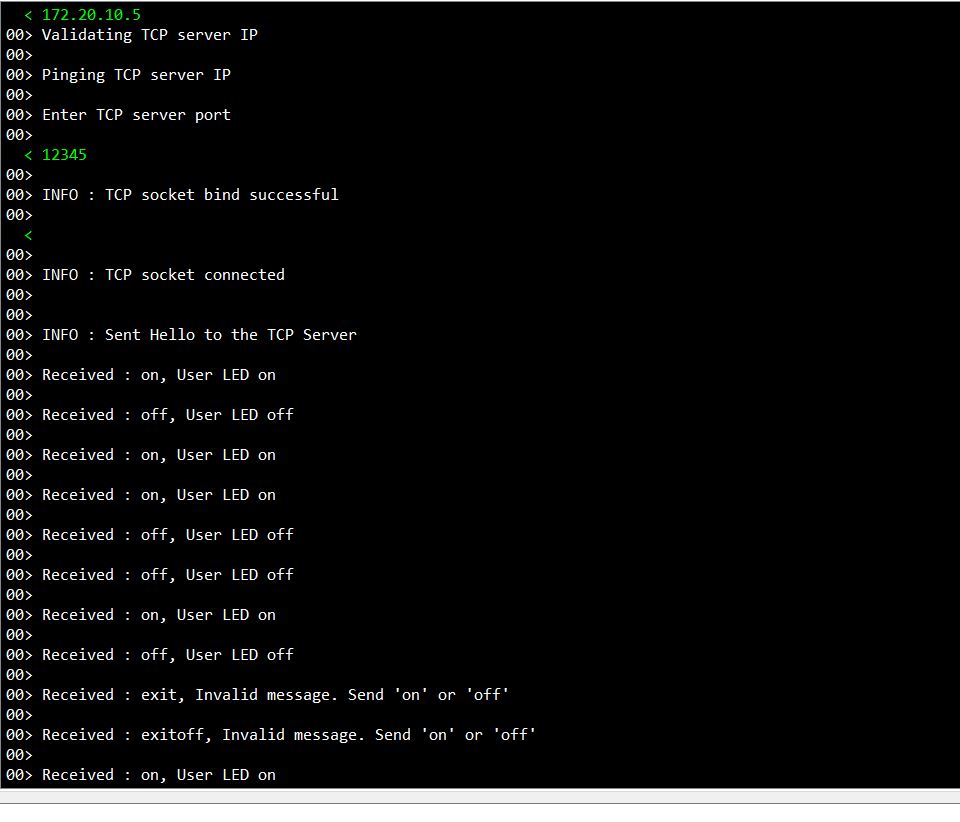 < 172.20.10.5
00> Validating TCP server IP
00>
00> Pinging TCP server IP
00>
00> Enter TCP server port
00>
< 12345
00>
00> INFO : TCP socket bind successful
00>
<
00>
00> INFO : TCP socket connected
00>
00>
00> INFO : Sent Hello to the TCP Server
00>
00> Received : on, User LED on
00>
00> Received : off, User LED off
00>
00> Received : on, User LED on
00>
00> Received : on, User LED on
00>
00> Received : off, User LED off
00>
00> Received : off, User LED off
00>
00> Received : on, User LED on
00>
00> Received : off, User LED off
00>
00> Received : exit, Invalid message. Send 'on' or 'off'
00>
00> Received : exitoff, Invalid message. Send 'on' or 'off'
00>
00> Received : on, User LED on